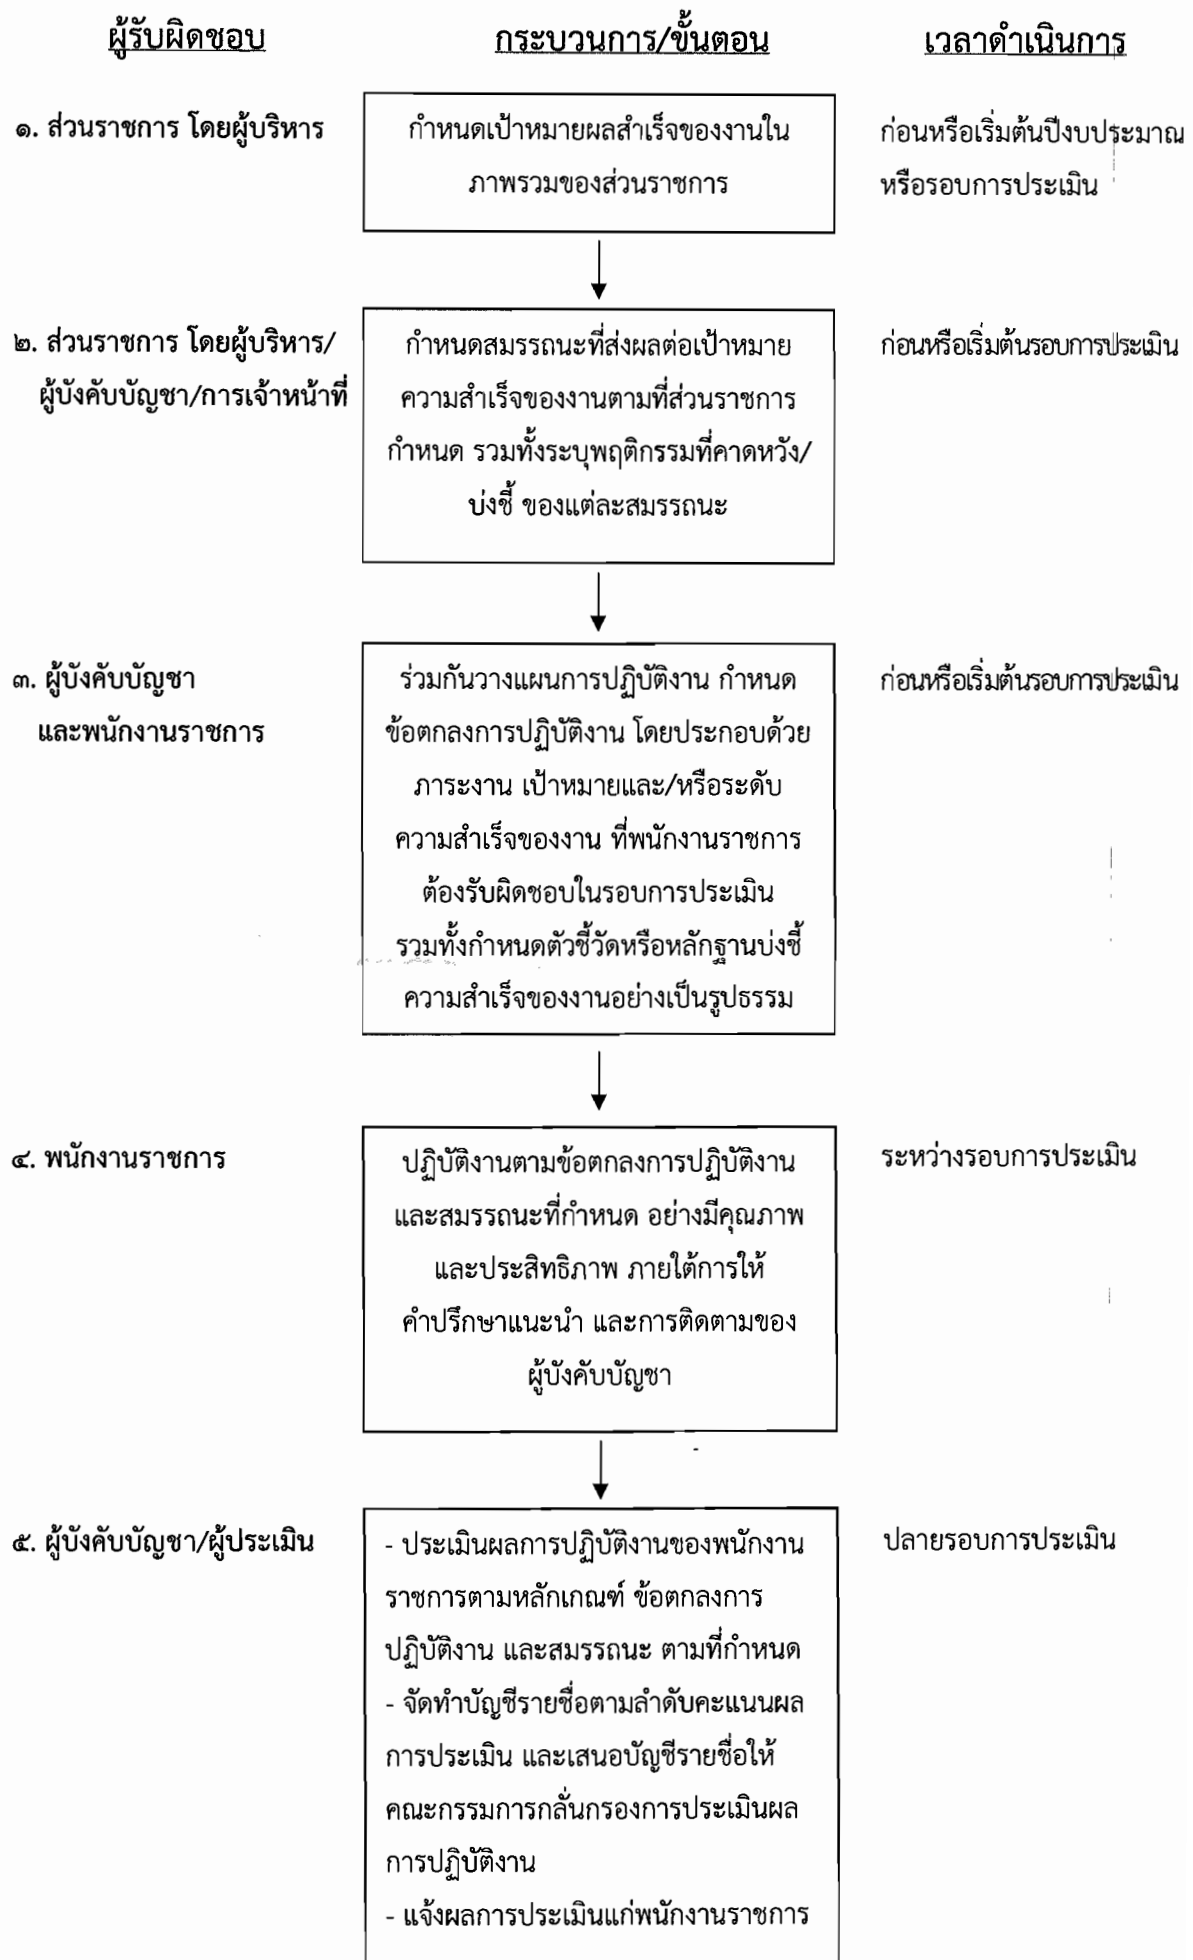 ผู้รับผิดชอบ กระบวนการ/ขั้นตอน เวลาดำเนินการ
๑. ส่วนราชการ โดยผู้บริหาร
กำหนดเป้าหมายผลสำเร็จของงานใน
ภาพรวมของส่วนราชการ
ก่อนหรือเริ่มต้นปีงบประมาณ
หรือรอบการประเมิน
๒. ส่วนราชการ โดยผู้บริหาร/
ผู้บังคับบัญชา/การเจ้าหน้าที่
กำหนดสมรรถนะที่ส่งผลต่อเป้าหมาย
ความสำเร็จของงานตามที่ส่วนราชการ
กำหนด รวมทั้งระบุพฤติกรรมที่คาดหวัง/
บ่งชี้ ของแต่ละสมรรถนะ
ก่อนหรือเริ่มต้นรอบการประเมิน
๓. ผู้บังคับบัญชา
และพนักงานราชการ
ร่วมกันวางแผนการปฏิบัติงาน กำหนด
ข้อตกลงการปฏิบัติงาน โดยประกอบด้วย
ภาระงาน เป้าหมายและ/หรือระดับ
ความสำเร็จของงาน ที่พนักงานราชการ
ต้องรับผิดชอบในรอบการประเมิน
รวมทั้งกำหนดตัวชี้วัดหรือหลักฐานบ่งชี้
ความสำเร็จของงานอย่างเป็นรูปธรรม
ก่อนหรือเริ่มต้นรอบการประเมิน
๔. พนักงานราชการ
ปฏิบัติงานตามข้อตกลงการปฏิบัติงาน
และสมรรถนะที่กำหนด อย่างมีคุณภาพ
และประสิทธิภาพ ภายใต้การให้
คำปรึกษาแนะนำ และการติดตามของ
ผู้บังคับบัญชา
ระหว่างรอบการประเมิน
๕. ผู้บังคับบัญชา/ผู้ประเมิน
- ประเมินผลการปฏิบัติงานของพนักงาน
ราชการตามหลักเกณฑ์ ข้อตกลงการ
ปฏิบัติงาน และสมรรถนะ ตามที่กำหนด
- จัดทำบัญชีรายชื่อตามลำดับคะแนนผล
การประเมิน และเสนอบัญชีรายชื่อให้
คณะกรรมการกลั่นกรองการประเมินผล
การปฏิบัติงาน
- แจ้งผลการประเมินแก่พนักงานราชการ
ปลายรอบการประเมิน